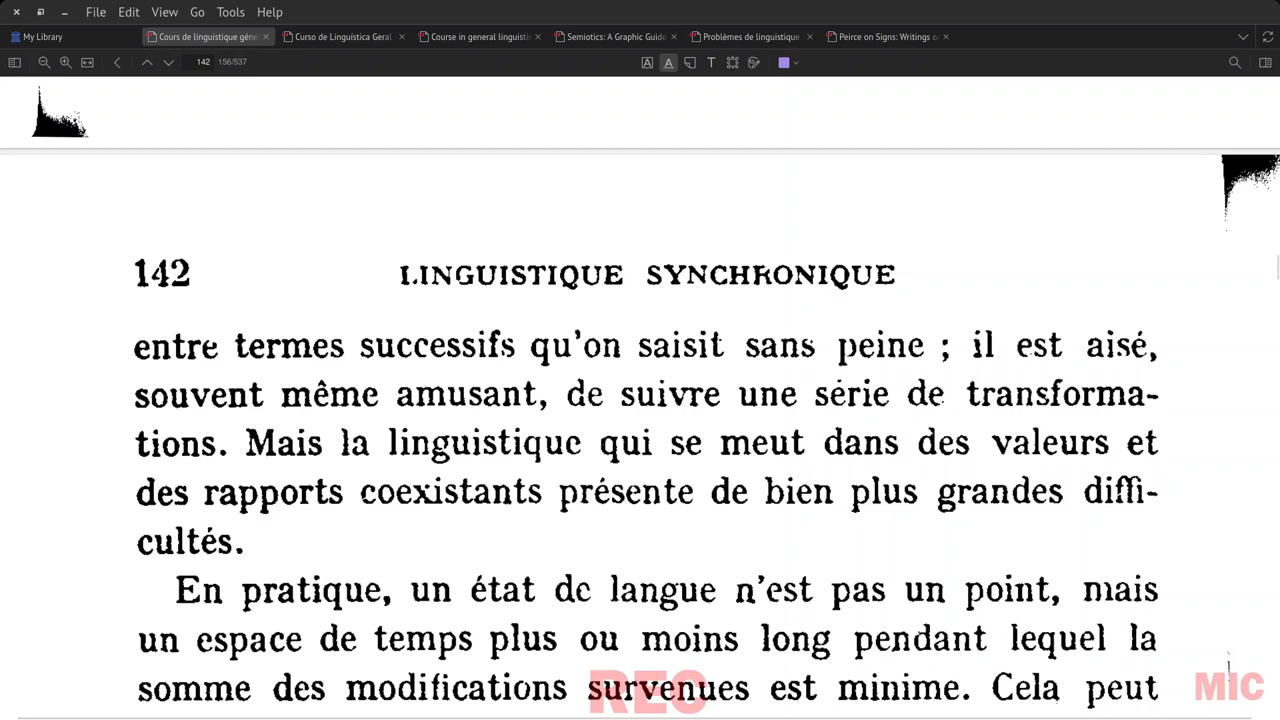 File Edit View Go Tools Help
My Library Cours de linguistique géné Curso de Linguística Geral Course in general linguisti Semiotics: A Graphic Guide Problèmes de linguistique Peirce on Signs: Writings o
142 156/537
142 LINGUISTIQUE SYNCHRONIQUE
entre termes successifs qu'on saisit sans peine ; il est aisé,
souvent même amusant, de suivre une série de transforma-
tions. Mais la linguistique qui se meut dans des valeurs et
des rapports coexistants présente de bien plus grandes diffi-
cultés.
En pratique, un état de langue n'est pas un point, mais
un espace de temps plus ou moins long pendant lequel la
somme des modifications survenues est minime. Cela peut
REC MIC